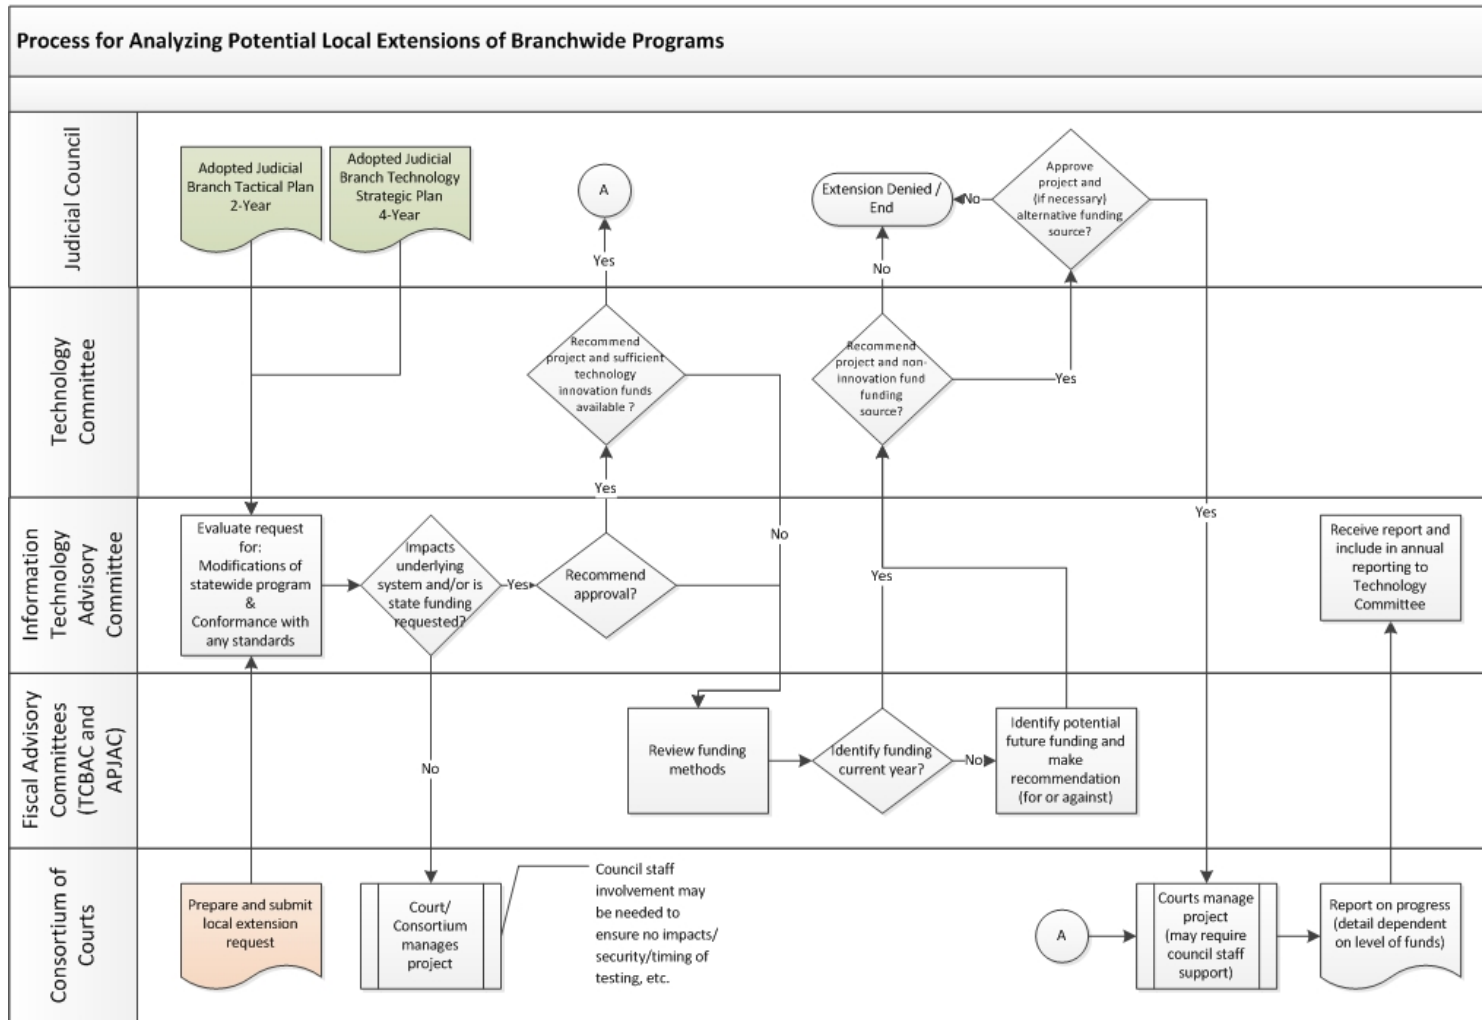 Process for Analyzing Potential Local Extensions of Branchwide Programs
Judicial Council
Adopted Judicial
Branch Tactical Plan
2-Year
Adopted Judicial
Branch Technology
Strategic Plan
4-Year
A
Yes
Extension Denied /
End
No
No
Approve
project and
(if necessary)
alternative funding
source?
Technology
Committee
Recommend
project and sufficient
technology
innovation funds
available ?
Recommend
project and non-
innovation fund
funding
source?
Yes
Yes
Information
Technology
Advisory
Committee
Evaluate request
for:
Modifications of
statewide program
&
Conformance with
any standards
Impacts
underlying
system and/or is
state funding
requested?
Yes
Recommend
approval?
No
Yes
Yes
Receive report and
include in annual
reporting to
Technology
Committee
Fiscal Advisory
Committees
(TCBAC and
APJAC)
No
Review funding
methods
Identify funding
current year?
No
Identify potential
future funding and
make
recommendation
(for or against)
Consortium of
Courts
Prepare and submit
local extension
request
Court/
Consortium
manages
project
Council staff
involvement may
be needed to
ensure no impacts/
security/timing of
testing, etc.
A
Courts manage
project
(may require
council staff
support)
Report on progress
(detail dependent
on level of funds)